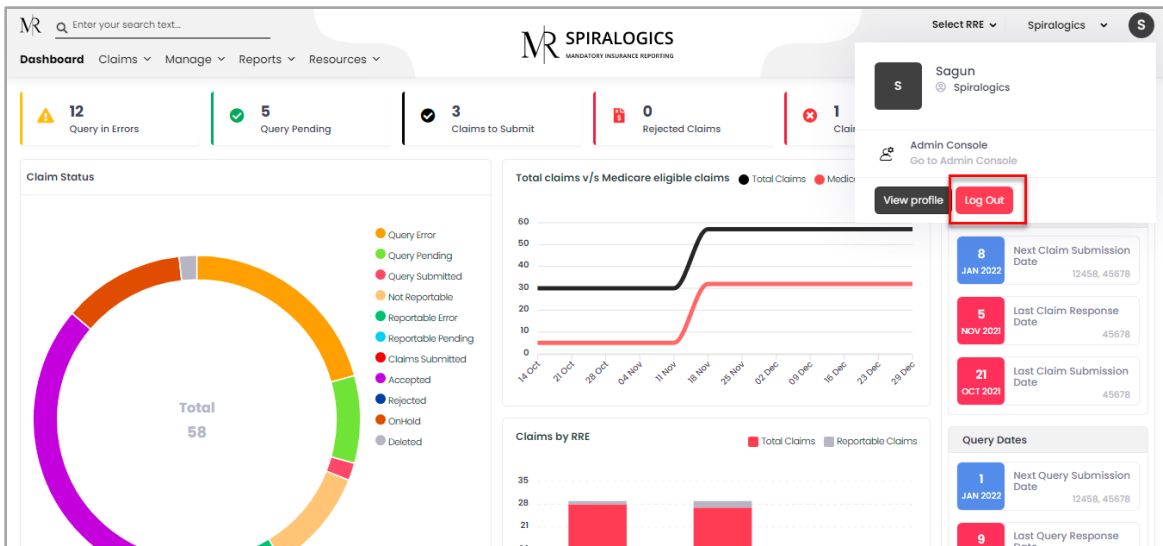 MR
Enter your search text...
SPIRALOGICS
MANDATORY INSURANCE REPORTING
Select RRE
Spiralogics
S
Dashboard Claims Manage Reports Resources
S
Sagun
Spiralogics
Admin Console
Go to Admin Console
View profile
Log Out
12
Query in Errors
5
Query Pending
3
Claims to Submit
0
Rejected Claims
1
Claim Status
Total
58
Query Error
Query Pending
Query Submitted
Not Reportable
Reportable Error
Reportable Pending
Claims Submitted
Accepted
Rejected
OnHold
Deleted
Total claims v/s Medicare eligible claims
Total Claims
60
50
40
30
20
10
0
14 Oct
21 Oct
28 Oct
04 Nov
11 Nov
18 Nov
25 Nov
02 Dec
09 Dec
16 Dec
23 Dec
29 Dec
Claims by RRE
Total Claims
Reportable Claims
35
28
21
8
JAN 2022
Next Claim Submission
Date
12458, 45678
5
NOV 2021
Last Claim Response
Date
45678
21
OCT 2021
Last Claim Submission
Date
45678
Query Dates
1
JAN 2022
Next Query Submission
Date
12458, 45678
9
Last Query Response